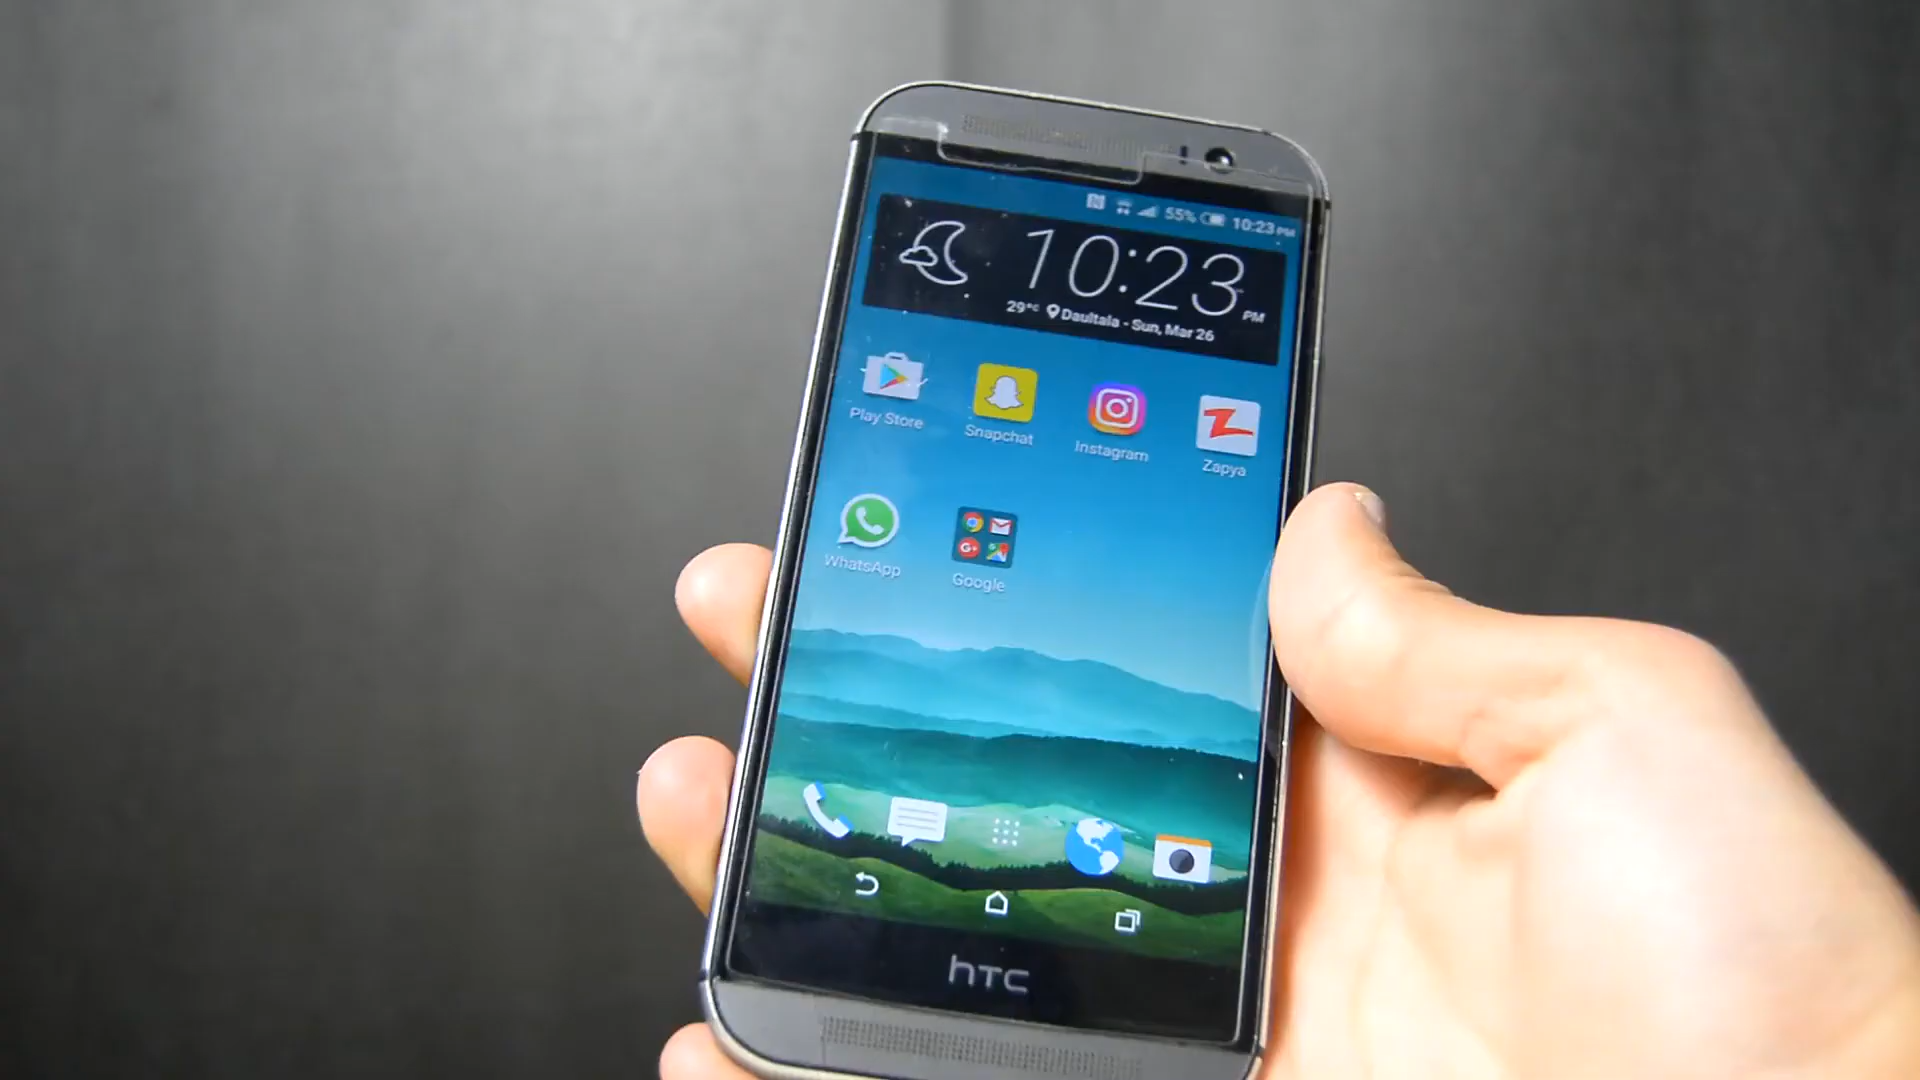 55% 10:23 PM
10:23 PM
29°C Daultala - Sun, Mar 26
Play Store
Snapchat
Instagram
Zapya
WhatsApp
Google
hTC